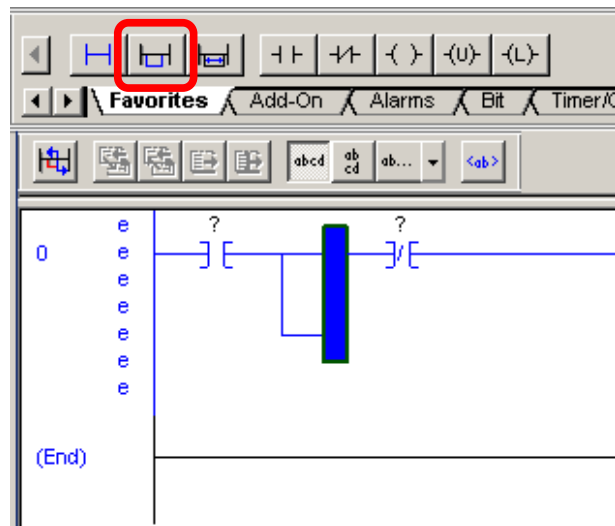 (U) (L)
Favorites Add-On Alarms Bit Timer/C
abcd ab cd ab... <ab>
e ? ?
0 e
e
e
e
e
e
(End)